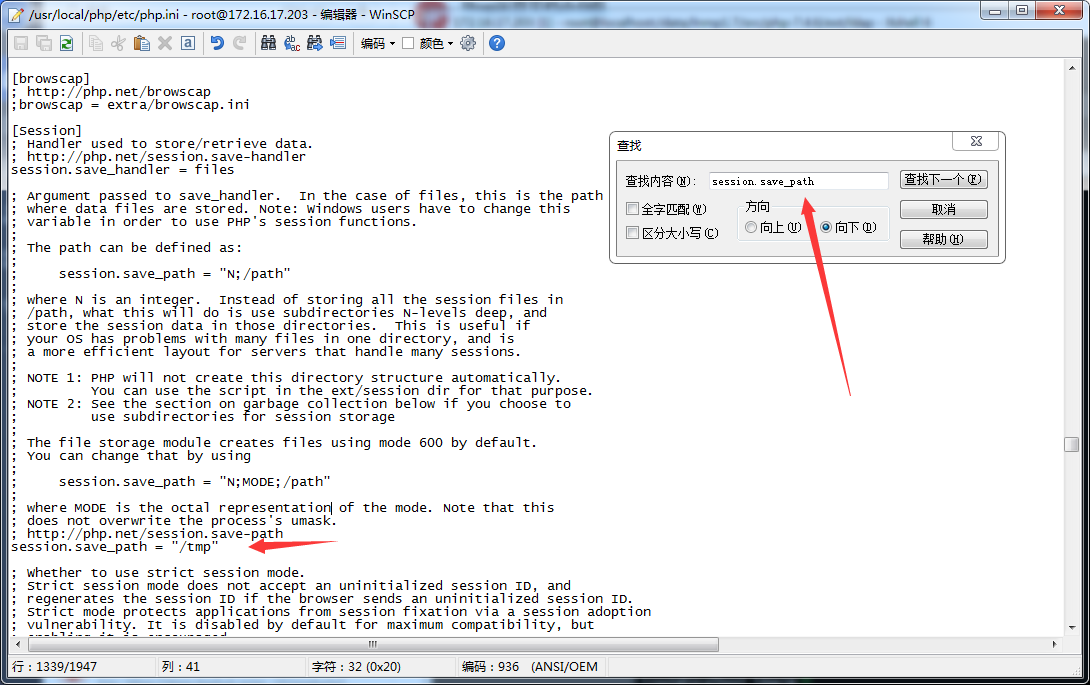 /usr/local/php/etc/php.ini - root@172.16.17.203 - 编辑器 - WinSCP
编码 颜色
[browscap]
; http://php.net/browscap
;browscap = extra/browscap.ini
[Session]
; Handler used to store/retrieve data.
; http://php.net/session.save-handler
session.save_handler = files
; Argument passed to save_handler.  In the case of files, this is the path
; where data files are stored. Note: Windows users have to change this
; variable in order to use PHP's session functions.
;
; The path can be defined as:
;
;     session.save_path = "N;/path"
;
; where N is an integer.  Instead of storing all the session files in
; /path, what this will do is use subdirectories N-levels deep, and
; store the session data in those directories.  This is useful if
; your OS has problems with many files in one directory, and is
; a more efficient layout for servers that handle many sessions.
;
; NOTE 1: PHP will not create this directory structure automatically.
;         You can use the script in the ext/session dir for that purpose.
; NOTE 2: See the section on garbage collection below if you choose to
;         use subdirectories for session storage
;
; The file storage module creates files using mode 600 by default.
; You can change that by using
;
;     session.save_path = "N;MODE;/path"
;
; where MODE is the octal representation of the mode. Note that this
; does not overwrite the process's umask.
; http://php.net/session.save-path
session.save_path = "/tmp"
; Whether to use strict session mode.
; Strict session mode does not accept an uninitialized session ID, and
; regenerates the session ID if the browser sends an uninitialized session ID.
; Strict mode protects applications from session fixation via a session adoption
; vulnerability. It is disabled by default for maximum compatibility, but
; enabling it is encouraged.
查找
查找内容(N): session.save_path 查找下一个(F)
全字匹配(W) 方向 取消
区分大小写(C) 向上(U) 向下(D)
帮助(H)
行：1339/1947 列：41 字符：32 (0x20) 编码：936 (ANSI/OEM